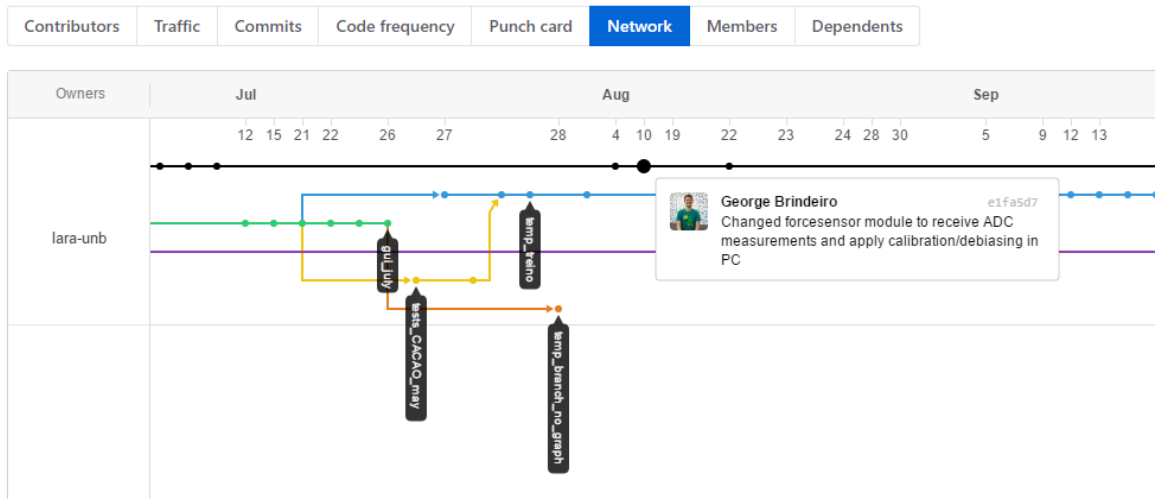 Contributors Traffic Commits Code frequency Punch card Network Members Dependents
Owners Jul Aug Sep
12 15 21 22 26 27 28 4 10 19 22 23 24 28 30 5 9 12 13
lara-unb
gui_july
tests_CACAO_may
temp_treino
temp_branch_no_graph
George Brindeiro e1fa5d7
Changed forcesensor module to receive ADC
measurements and apply calibration/debiasing in
PC